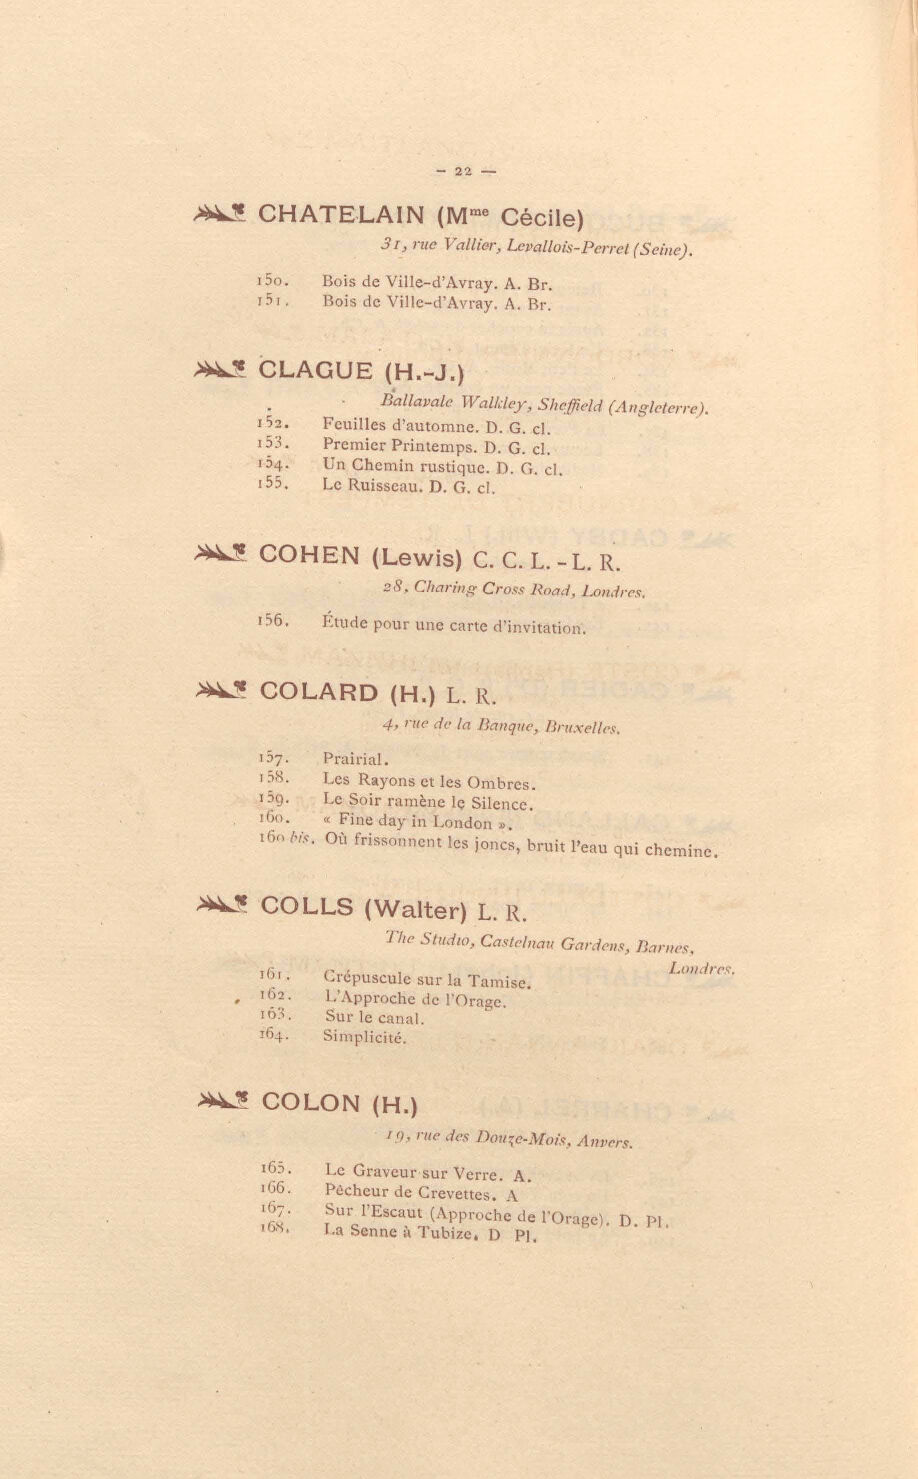 — 22 —
CHATELAIN (Mme Cécile)
31, rue Vallier, Levallois-Perret (Seine).
150. Bois de Ville-d'Avray. A. Br.
151. Bois de Ville-d'Avray. A. Br.
CLAGUE (H.-J.)
Ballavale Walkley, Sheffield (Angleterre).
152. Feuilles d'automne. D. G. cl.
153. Premier Printemps. D. G. cl.
154. Un Chemin rustique. D. G. cl.
155. Le Ruisseau. D. G. cl.
COHEN (Lewis) C. C. L. - L. R.
28, Charing Cross Road, Londres.
156. Étude pour une carte d'invitation.
COLARD (H.) L. R.
4, rue de la Banque, Bruxelles.
157. Prairial.
158. Les Rayons et les Ombres.
159. Le Soir ramène le Silence.
160. « Fine day in London ».
160 bis. Où frissonnent les joncs, bruit l'eau qui chemine.
COLLS (Walter) L. R.
The Studio, Castelnau Gardens, Barnes,
Londres.
161. Crépuscule sur la Tamise.
162. L'Approche de l'Orage.
163. Sur le canal.
164. Simplicité.
COLON (H.)
19, rue des Douze-Mois, Anvers.
165. Le Graveur sur Verre. A.
166. Pêcheur de Crevettes. A
167. Sur l'Escaut (Approche de l'Orage). D. Pl.
168. La Senne à Tubize. D Pl.